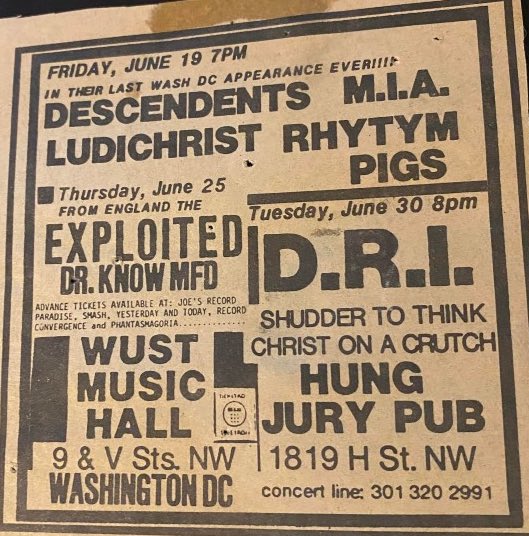 FRIDAY, JUNE 19 7PM
IN THEIR LAST WASH DC APPEARANCE EVER!!!!
DESCENDENTS M.I.A.
LUDICHRIST RHYTYM
PIGS
Thursday, June 25
FROM ENGLAND THE
EXPLOITED
DR. KNOW MFD
ADVANCE TICKETS AVAILABLE AT: JOE'S RECORD
PARADISE, SMASH, YESTERDAY AND TODAY, RECORD
CONVERGENCE and PHANTASMAGORIA.............
WUST
MUSIC
HALL
9 & V Sts. NW
WASHINGTON DC
Tuesday, June 30 8pm
D.R.I.
SHUDDER TO THINK
CHRIST ON A CRUTCH
HUNG
JURY PUB
1819 H St. NW
concert line: 301 320 2991